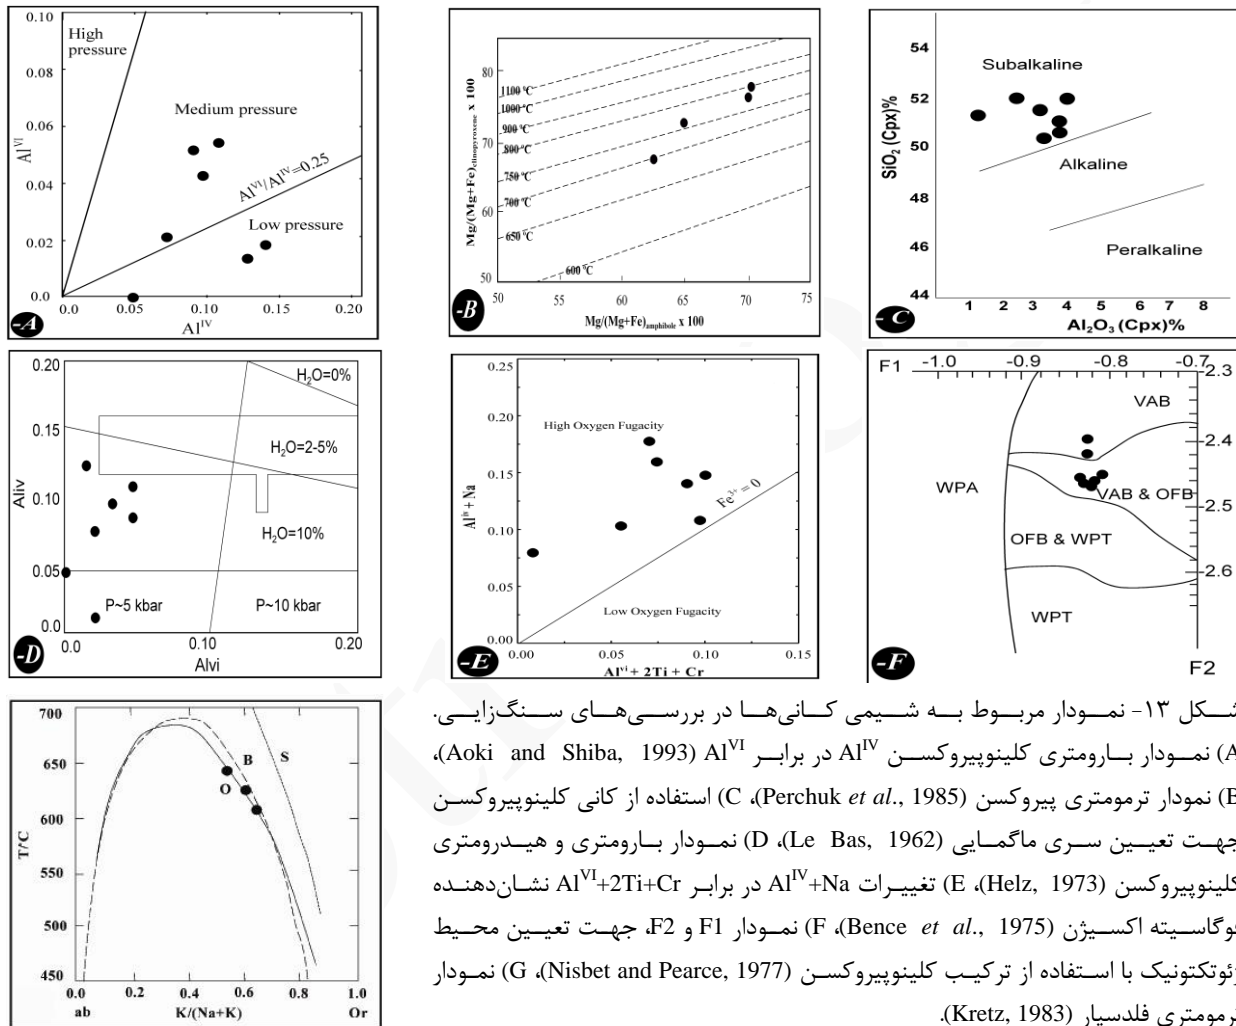 0.10
High
pressure
0.08
Medium pressure
0.06
Al^VI
0.04
Al^VI/Al^IV=0.25
Low pressure
0.02
0.0
0.0 0.05 0.10 0.15 0.20
-A
Al^IV
80
1100 °C
1000 °C
900 °C
800 °C
750 °C
700 °C
650 °C
600 °C
70
60
50
Mg/(Mg+Fe)clinopyroxene x 100
50 55 60 65 70 75
-B
Mg/(Mg+Fe)amphibole x 100
54
Subalkaline
52
SiO₂ (Cpx)%
50
Alkaline
48
Peralkaline
46
44
1 2 3 4 5 6 7 8
-C
Al₂O₃ (Cpx)%
0.20
H₂O=0%
0.15
H₂O=2-5%
Aliv
0.10
H₂O=10%
0.05
P~5 kbar
P~10 kbar
0.0
0.0 0.10 0.20
-D
Alvi
0.25
High Oxygen Fugacity
0.20
0.15
Al^iv + Na
Fe³⁺ = 0
0.10
0.05
Low Oxygen Fugacity
0.00
0.00 0.05 0.10 0.15
-E
Al^vi + 2Ti + Cr
F1 -1.0 -0.9 -0.8 -0.7
-2.3
VAB
-2.4
WPA
VAB & OFB
-2.5
OFB & WPT
-2.6
WPT
-F
F2
700
S
B
650
O
600
T/°C
550
500
450
0.0 0.2 0.4 0.6 0.8 1.0
ab K/(Na+K) Or
شکل ۱۳- نمودار مربوط به شیمی کانی‌ها در بررسی‌های سنگ‌زایی.
A) نمودار بارومتری کلینوپیروکسن Al^IV در برابر Al^VI (Aoki and Shiba, 1993)،
B) نمودار ترمومتری پیروکسن (Perchuk et al., 1985)، C) استفاده از کانی کلینوپیروکسن
جهت تعیین سری ماگمایی (Le Bas, 1962)، D) نمودار بارومتری و هیدرومتری
کلینوپیروکسن (Helz, 1973)، E) تغییرات Al^IV+Na در برابر Al^VI+2Ti+Cr نشان‌دهنده
فوگاسیته اکسیژن (Bence et al., 1975)، F) نمودار F1 و F2، جهت تعیین محیط
ژئوتکتونیک با استفاده از ترکیب کلینوپیروکسن (Nisbet and Pearce, 1977)، G) نمودار
ترمومتری فلدسپار (Kretz, 1983).